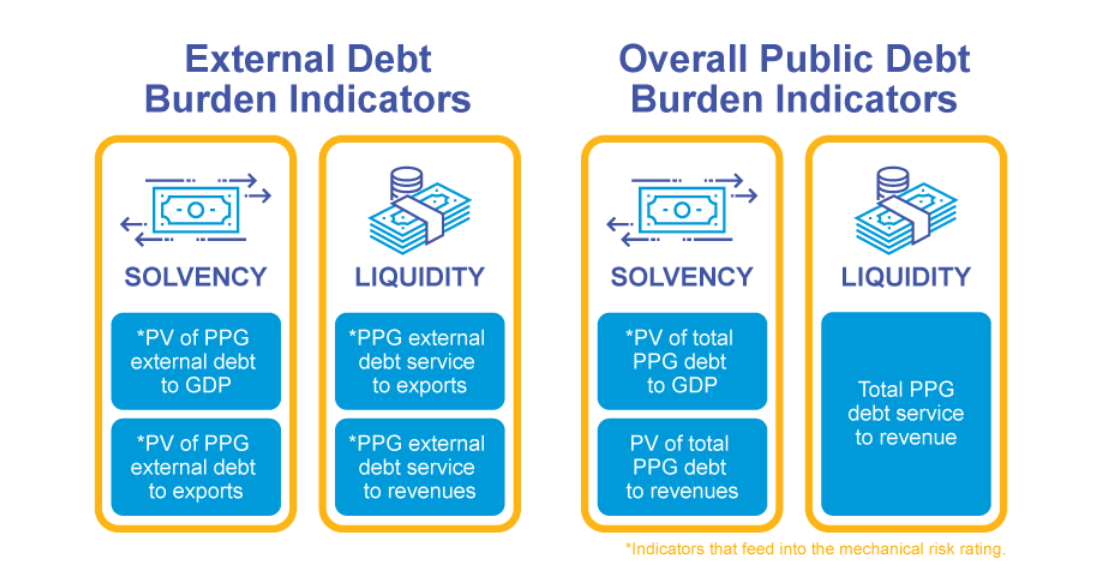 External Debt
Burden Indicators
SOLVENCY
*PV of PPG
external debt
to GDP
*PV of PPG
external debt
to exports
LIQUIDITY
*PPG external
debt service
to exports
*PPG external
debt service
to revenues
Overall Public Debt
Burden Indicators
SOLVENCY
*PV of total
PPG debt
to GDP
PV of total
PPG debt
to revenues
LIQUIDITY
Total PPG
debt service
to revenue
*Indicators that feed into the mechanical risk rating.